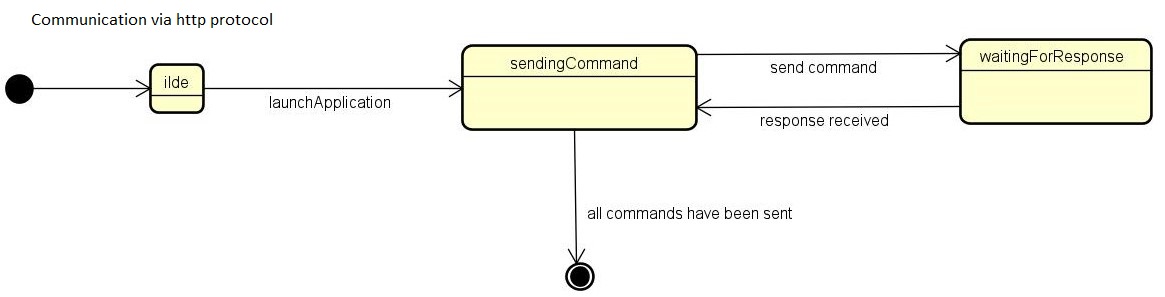 Communication via http protocol
ilde
launchApplication
sendingCommand
send command
waitingForResponse
response received
all commands have been sent